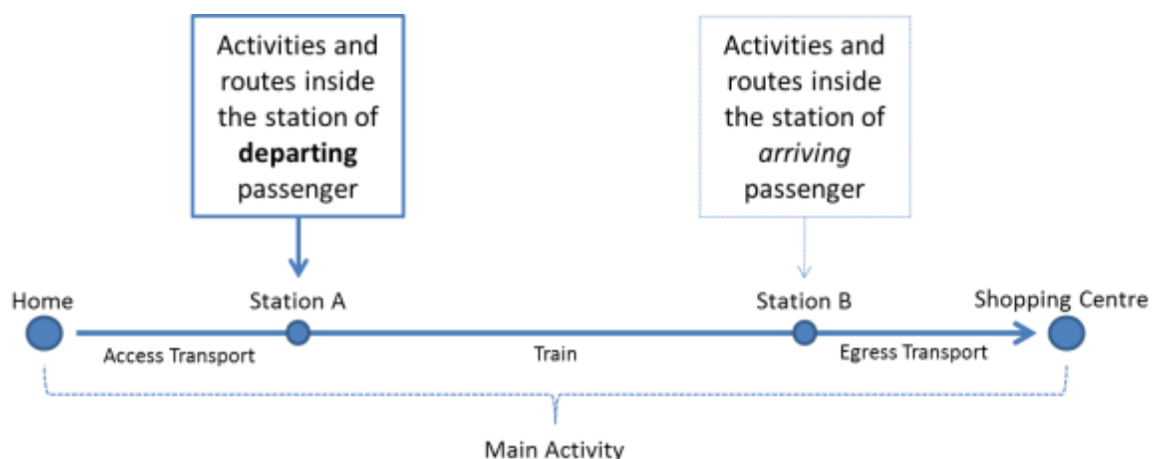 Activities and
routes inside
the station of
departing
passenger
Activities and
routes inside
the station of
arriving
passenger
Home
Station A
Station B
Shopping Centre
Access Transport
Train
Egress Transport
Main Activity